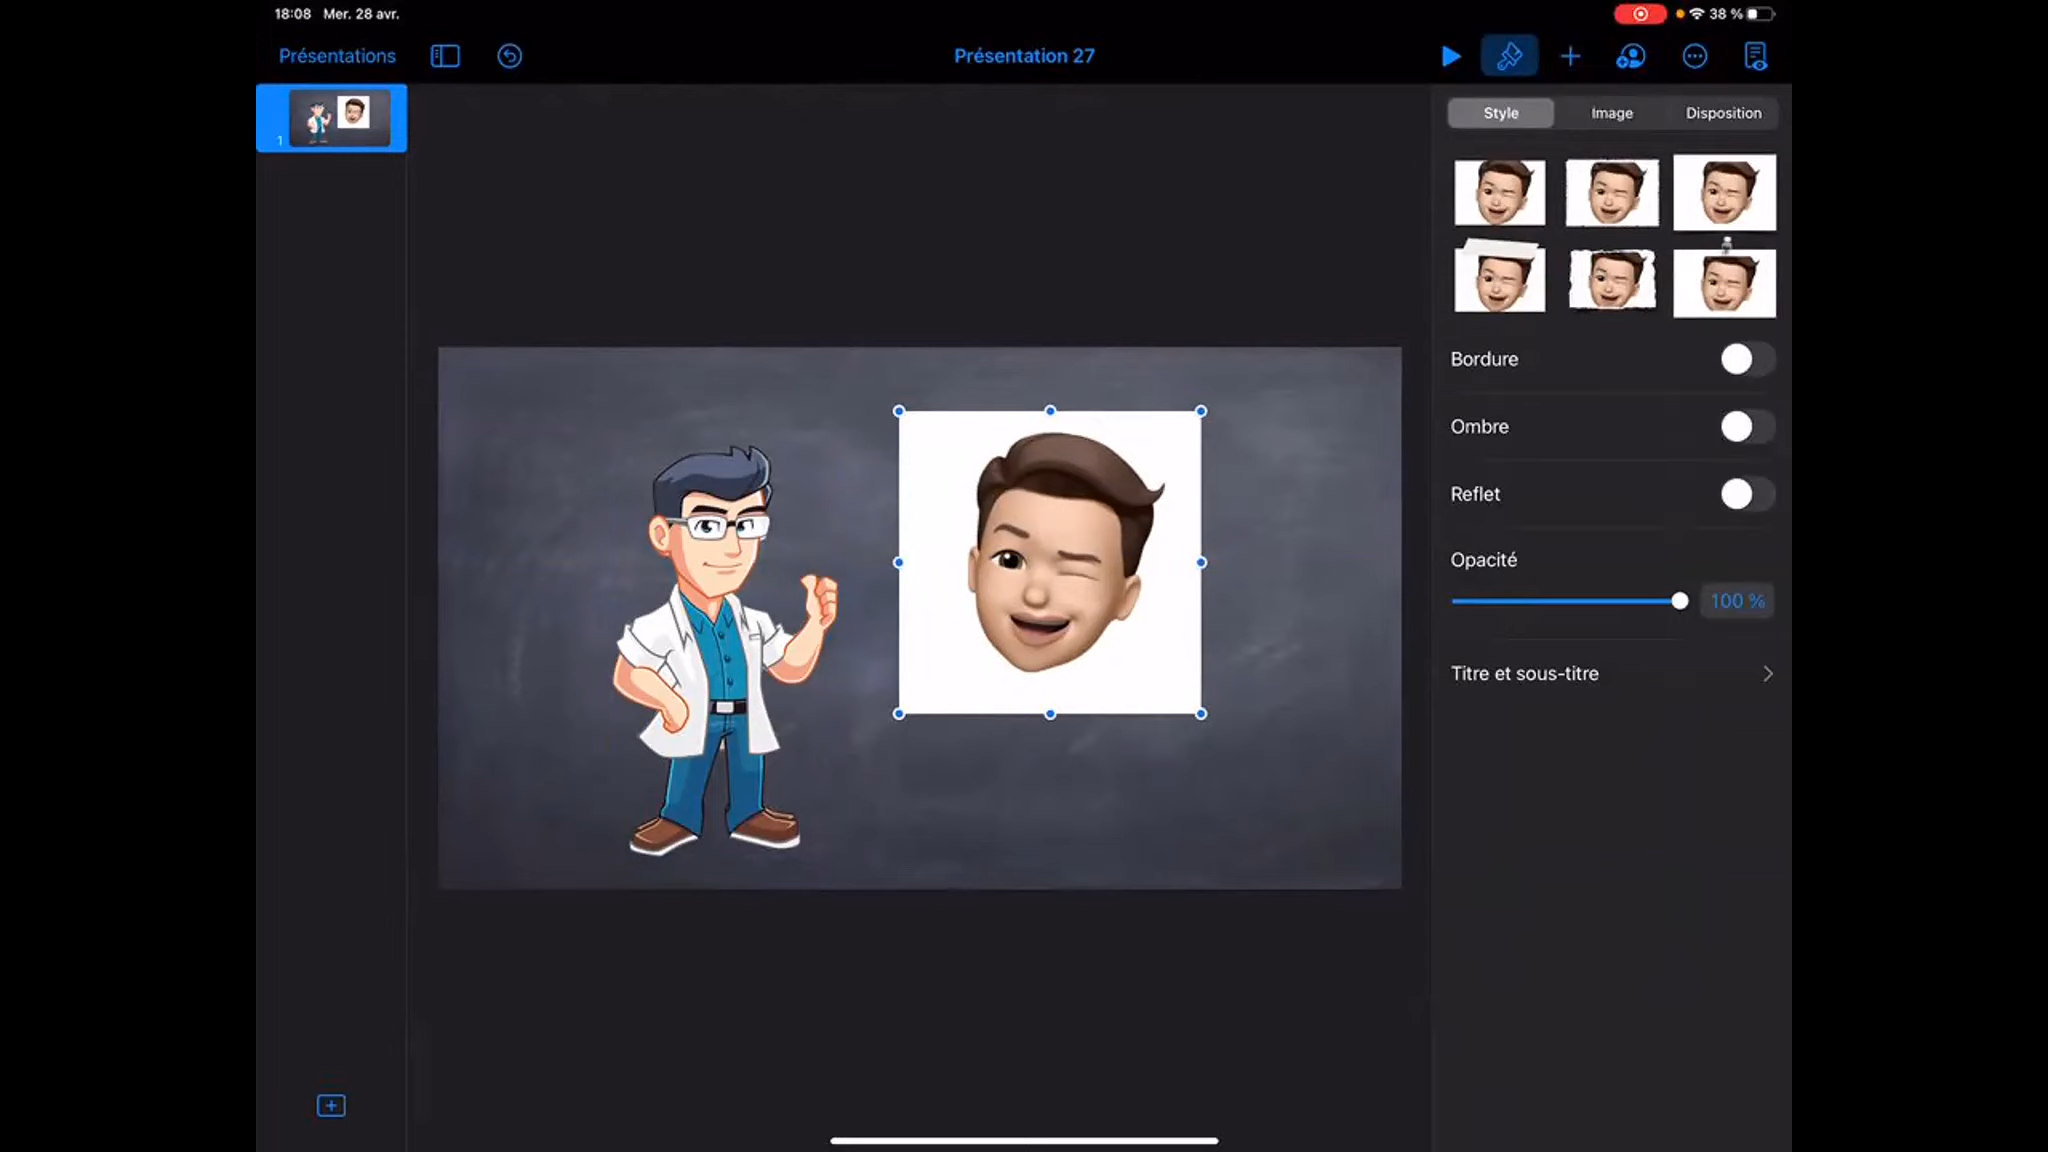 18:08 Mer. 28 avr.
38 %
Présentations
Présentation 27
1
Style
Image
Disposition
Bordure
Ombre
Reflet
Opacité
100 %
Titre et sous-titre